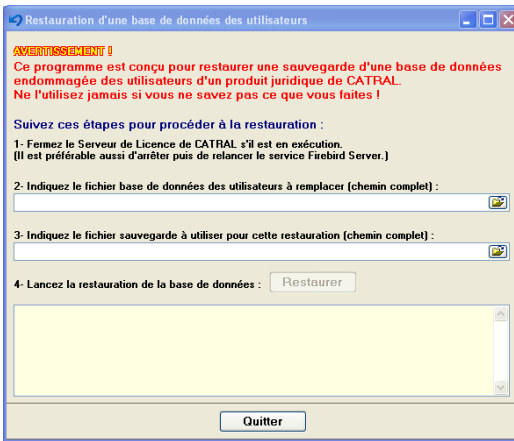 Restauration d'une base de données des utilisateurs
AVERTISSEMENT !
Ce programme est conçu pour restaurer une sauvegarde d'une base de données
endommagée des utilisateurs d'un produit juridique de CATRAL.
Ne l'utilisez jamais si vous ne savez pas ce que vous faites !
Suivez ces étapes pour procéder à la restauration :
1- Fermez le Serveur de Licence de CATRAL s'il est en exécution.
(Il est préférable aussi d'arrêter puis de relancer le service Firebird Server.)
2- Indiquez le fichier base de données des utilisateurs à remplacer (chemin complet) :
3- Indiquez le fichier sauvegarde à utiliser pour cette restauration (chemin complet) :
4- Lancez la restauration de la base de données : Restaurer
Quitter